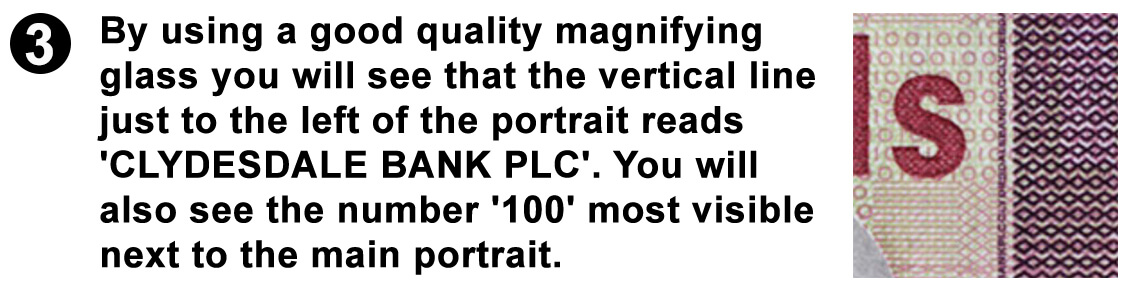 3
By using a good quality magnifying
glass you will see that the vertical line
just to the left of the portrait reads
'CLYDESDALE BANK PLC'. You will
also see the number '100' most visible
next to the main portrait.
ls